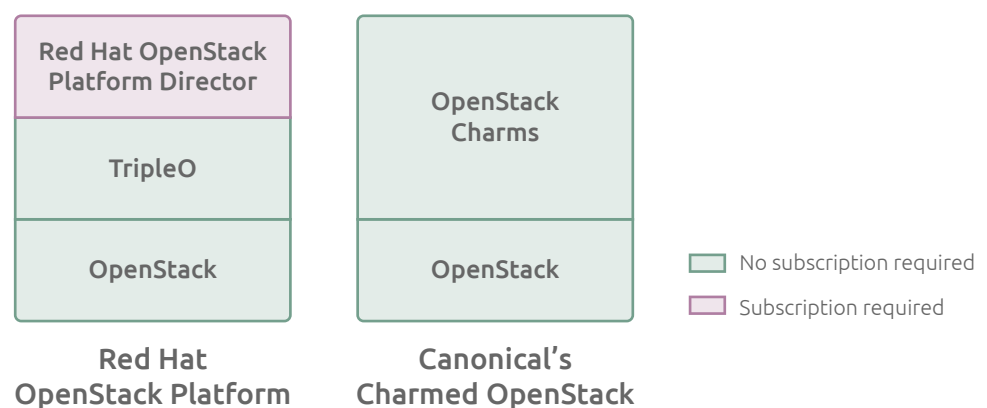 Red Hat OpenStack
Platform Director
TripleO
OpenStack
Red Hat
OpenStack Platform
OpenStack
Charms
OpenStack
Canonical’s
Charmed OpenStack
No subscription required
Subscription required